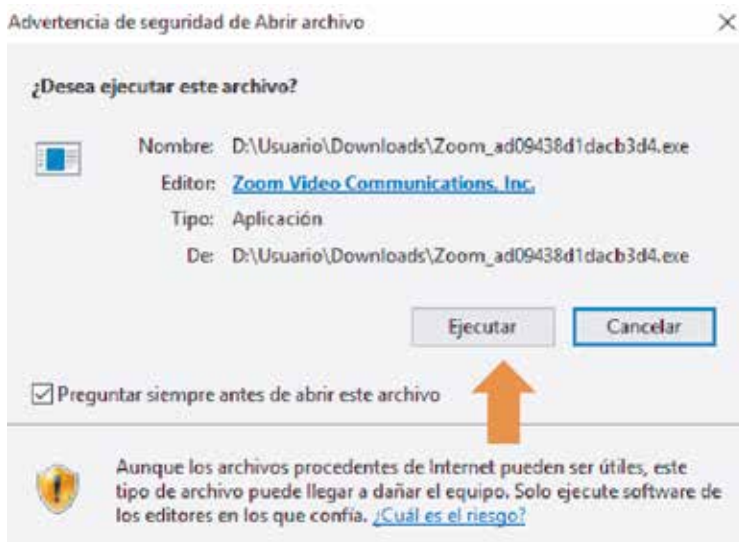 Advertencia de seguridad de Abrir archivo
¿Desea ejecutar este archivo?
Nombre: D:\Usuario\Downloads\Zoom_ad09438d1dacb3d4.exe
Editor: Zoom Video Communications, Inc.
Tipo: Aplicación
De: D:\Usuario\Downloads\Zoom_ad09438d1dacb3d4.exe
Ejecutar Cancelar
Preguntar siempre antes de abrir este archivo
Aunque los archivos procedentes de Internet pueden ser útiles, este
tipo de archivo puede llegar a dañar el equipo. Solo ejecute software de
los editores en los que confía. ¿Cuál es el riesgo?